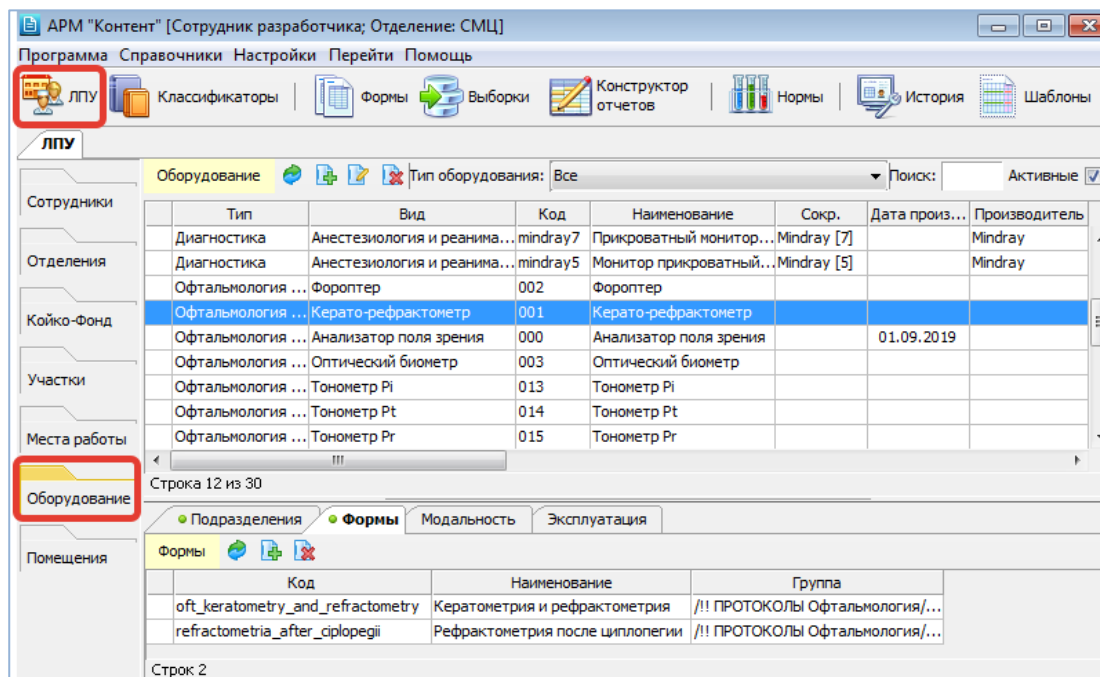 АРМ "Контент" [Сотрудник разработчика; Отделение: СМЦ]
Программа Справочники Настройки Перейти Помощь
ЛПУ Классификаторы Формы Выборки Конструктор отчетов Нормы История Шаблоны
ЛПУ
Сотрудники
Отделения
Койко-Фонд
Участки
Места работы
Оборудование
Помещения
Оборудование Тип оборудования: Все Поиск: Активные
Тип Вид Код Наименование Сокр. Дата произ... Производитель
Диагностика Анестезиология и реанима... mindray7 Прикроватный монитор... Mindray [7] Mindray
Диагностика Анестезиология и реанима... mindray5 Монитор прикроватный... Mindray [5] Mindray
Офтальмология ... Фороптер 002 Фороптер
Офтальмология ... Керато-рефрактометр 001 Керато-рефрактометр
Офтальмология ... Анализатор поля зрения 000 Анализатор поля зрения 01.09.2019
Офтальмология ... Оптический биометр 003 Оптический биометр
Офтальмология ... Тонометр Pi 013 Тонометр Pi
Офтальмология ... Тонометр Pt 014 Тонометр Pt
Офтальмология ... Тонометр Pr 015 Тонометр Pr
Строка 12 из 30
Подразделения Формы Модальность Эксплуатация
Формы
Код Наименование Группа
oft_keratometry_and_refractometry Кератометрия и рефрактометрия /!! ПРОТОКОЛЫ Офтальмология/...
refractometria_after_ciplopegii Рефрактометрия после циплопегии /!! ПРОТОКОЛЫ Офтальмология/...
Строк 2